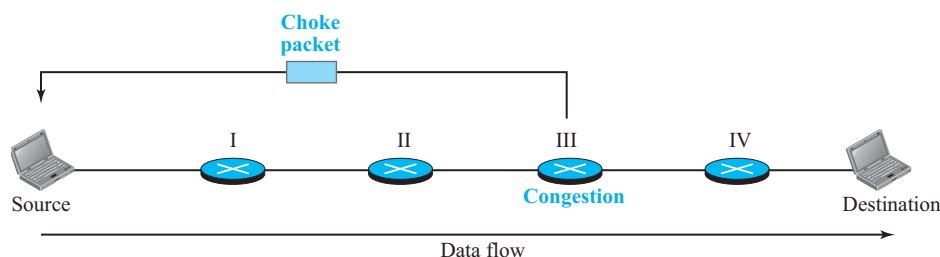 Choke
packet
I II III IV
Congestion
Source Destination
Data flow